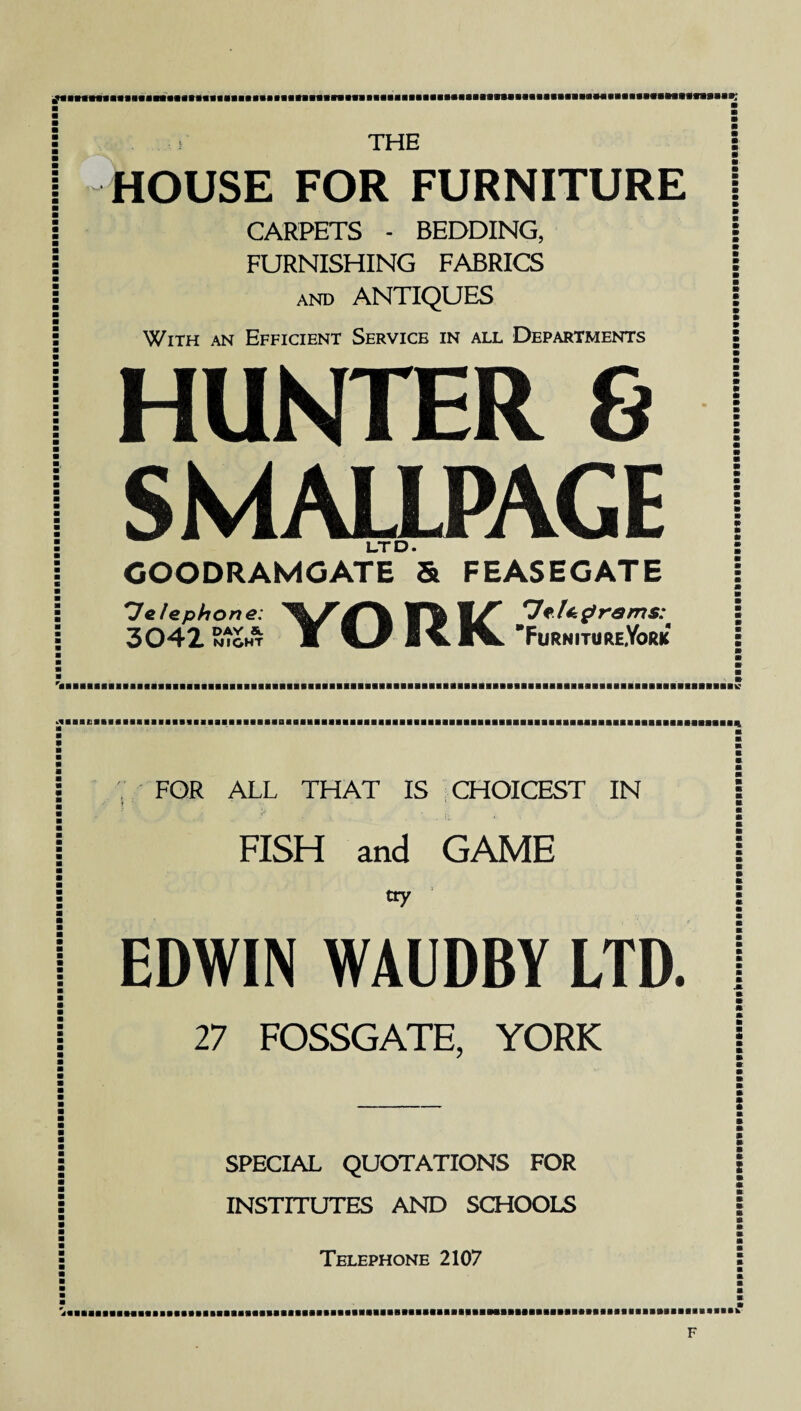 THE
HOUSE FOR FURNITURE
CARPETS - BEDDING,
FURNISHING FABRICS
AND ANTIQUES
WITH AN EFFICIENT SERVICE IN ALL DEPARTMENTS
HUNTER &
SMALLPAGE
LTD.
GOODRAMGATE & FEASEGATE
Telephone: 3042 DAY & NIGHT YORK Telegrams: "FURNITURE,YORK"
FOR ALL THAT IS CHOICEST IN
FISH and GAME
try
EDWIN WAUDBY LTD.
27 FOSSGATE, YORK
SPECIAL QUOTATIONS FOR
INSTITUTES AND SCHOOLS
TELEPHONE 2107
F